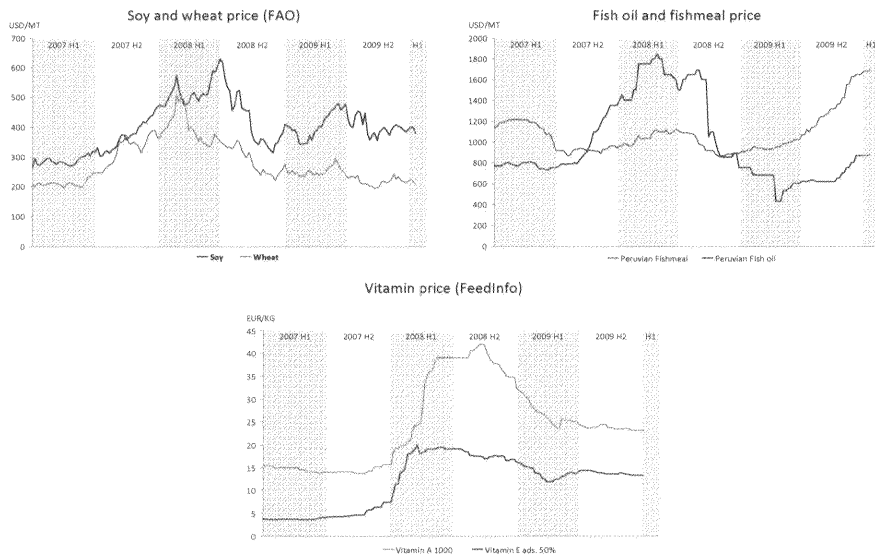 Soy and wheat price (FAO)
USD/MT
700
600
500
400
300
200
100
0
2007 H1 2007 H2 2008 H1 2008 H2 2009 H1 2009 H2 H1
Soy Wheat
Fish oil and fishmeal price
USD/MT
2000
1800
1600
1400
1200
1000
800
600
400
200
0
2007 H1 2007 H2 2008 H1 2008 H2 2009 H1 2009 H2 H1
Peruvian Fishmeal Peruvian Fish oil
Vitamin price (FeedInfo)
EUR/KG
45
40
35
30
25
20
15
10
5
0
2007 H1 2007 H2 2008 H1 2008 H2 2009 H1 2009 H2 H1
Vitamin A 1000 Vitamin E ads. 50%